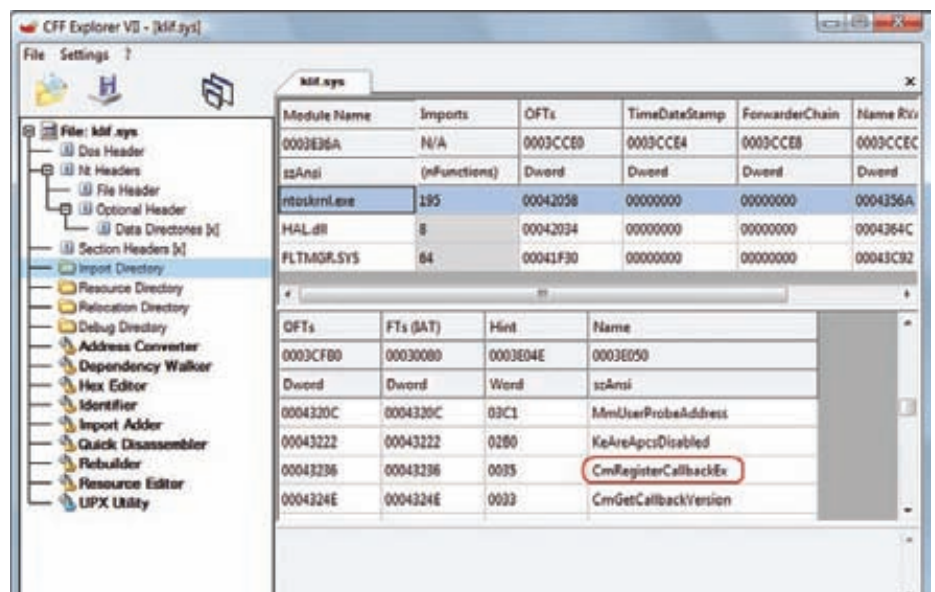 CFF Explorer VII - [klif.sys]
File Settings ?
klif.sys
File: klif.sys
Dos Header
Nt Headers
File Header
Optional Header
Data Directories [x]
Section Headers [x]
Import Directory
Resource Directory
Relocation Directory
Debug Directory
Address Converter
Dependency Walker
Hex Editor
Identifier
Import Adder
Quick Disassembler
Rebuilder
Resource Editor
UPX Utility
Module Name Imports OFTs TimeDateStamp ForwarderChain Name RVA
0003E36A N/A 0003CCE0 0003CCE4 0003CCE8 0003CCEC
szAnsi (nFunctions) Dword Dword Dword Dword
ntoskrnl.exe 195 00042058 00000000 00000000 0004356A
HAL.dll 8 00042034 00000000 00000000 0004364C
FLTMGR.SYS 64 00041F30 00000000 00000000 00043C92
OFTs FTs (IAT) Hint Name
0003CFB0 00030080 0003E04E 0003E050
Dword Dword Word szAnsi
0004320C 0004320C 03C1 MmUserProbeAddress
00043222 00043222 02B0 KeAreApcsDisabled
00043236 00043236 0035 CmRegisterCallbackEx
0004324E 0004324E 0033 CmGetCallbackVersion